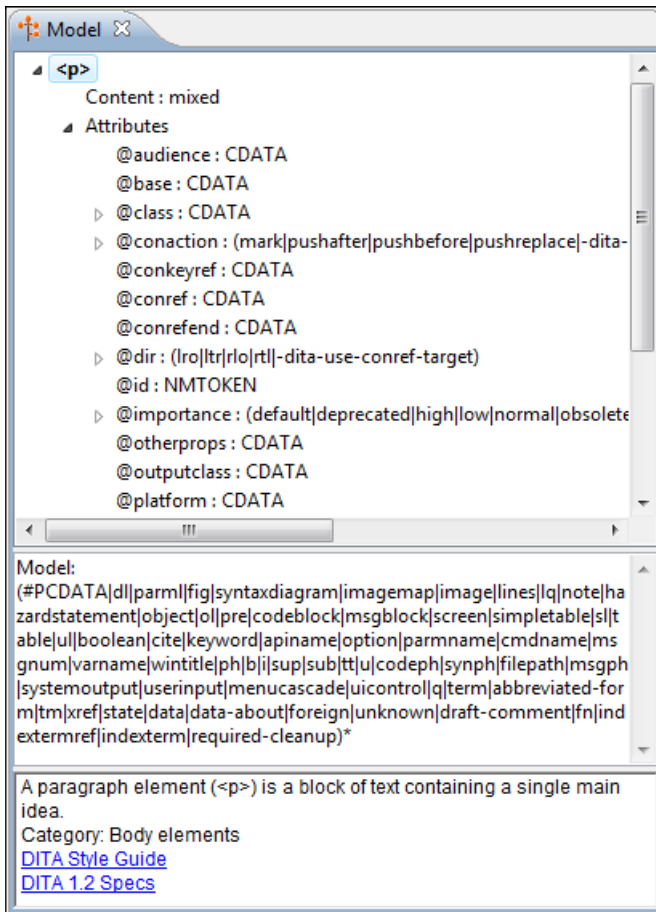 Model
<p>
Content : mixed
Attributes
@audience : CDATA
@base : CDATA
@class : CDATA
@conaction : (mark|pushafter|pushbefore|pushreplace|-dita-
@conkeyref : CDATA
@conref : CDATA
@conrefend : CDATA
@dir : (lro|ltr|rlo|rtl|-dita-use-conref-target)
@id : NMTOKEN
@importance : (default|deprecated|high|low|normal|obsolete
@otherprops : CDATA
@outputclass : CDATA
@platform : CDATA
Model:
(#PCDATA|dl|parml|fig|syntaxdiagram|imagemap|image|lines|lq|note|ha
zardstatement|object|ol|pre|codeblock|msgblock|screen|simpletable|sl|t
able|ul|boolean|cite|keyword|apiname|option|parmname|cmdname|ms
gnum|varname|wintitle|ph|b|i|sup|sub|tt|u|codeph|synph|filepath|msgph
|systemoutput|userinput|menucascade|uicontrol|q|term|abbreviated-for
m|tm|xref|state|data|data-about|foreign|unknown|draft-comment|fn|ind
extermref|indexterm|required-cleanup)*
A paragraph element (<p>) is a block of text containing a single main
idea.
Category: Body elements
DITA Style Guide
DITA 1.2 Specs